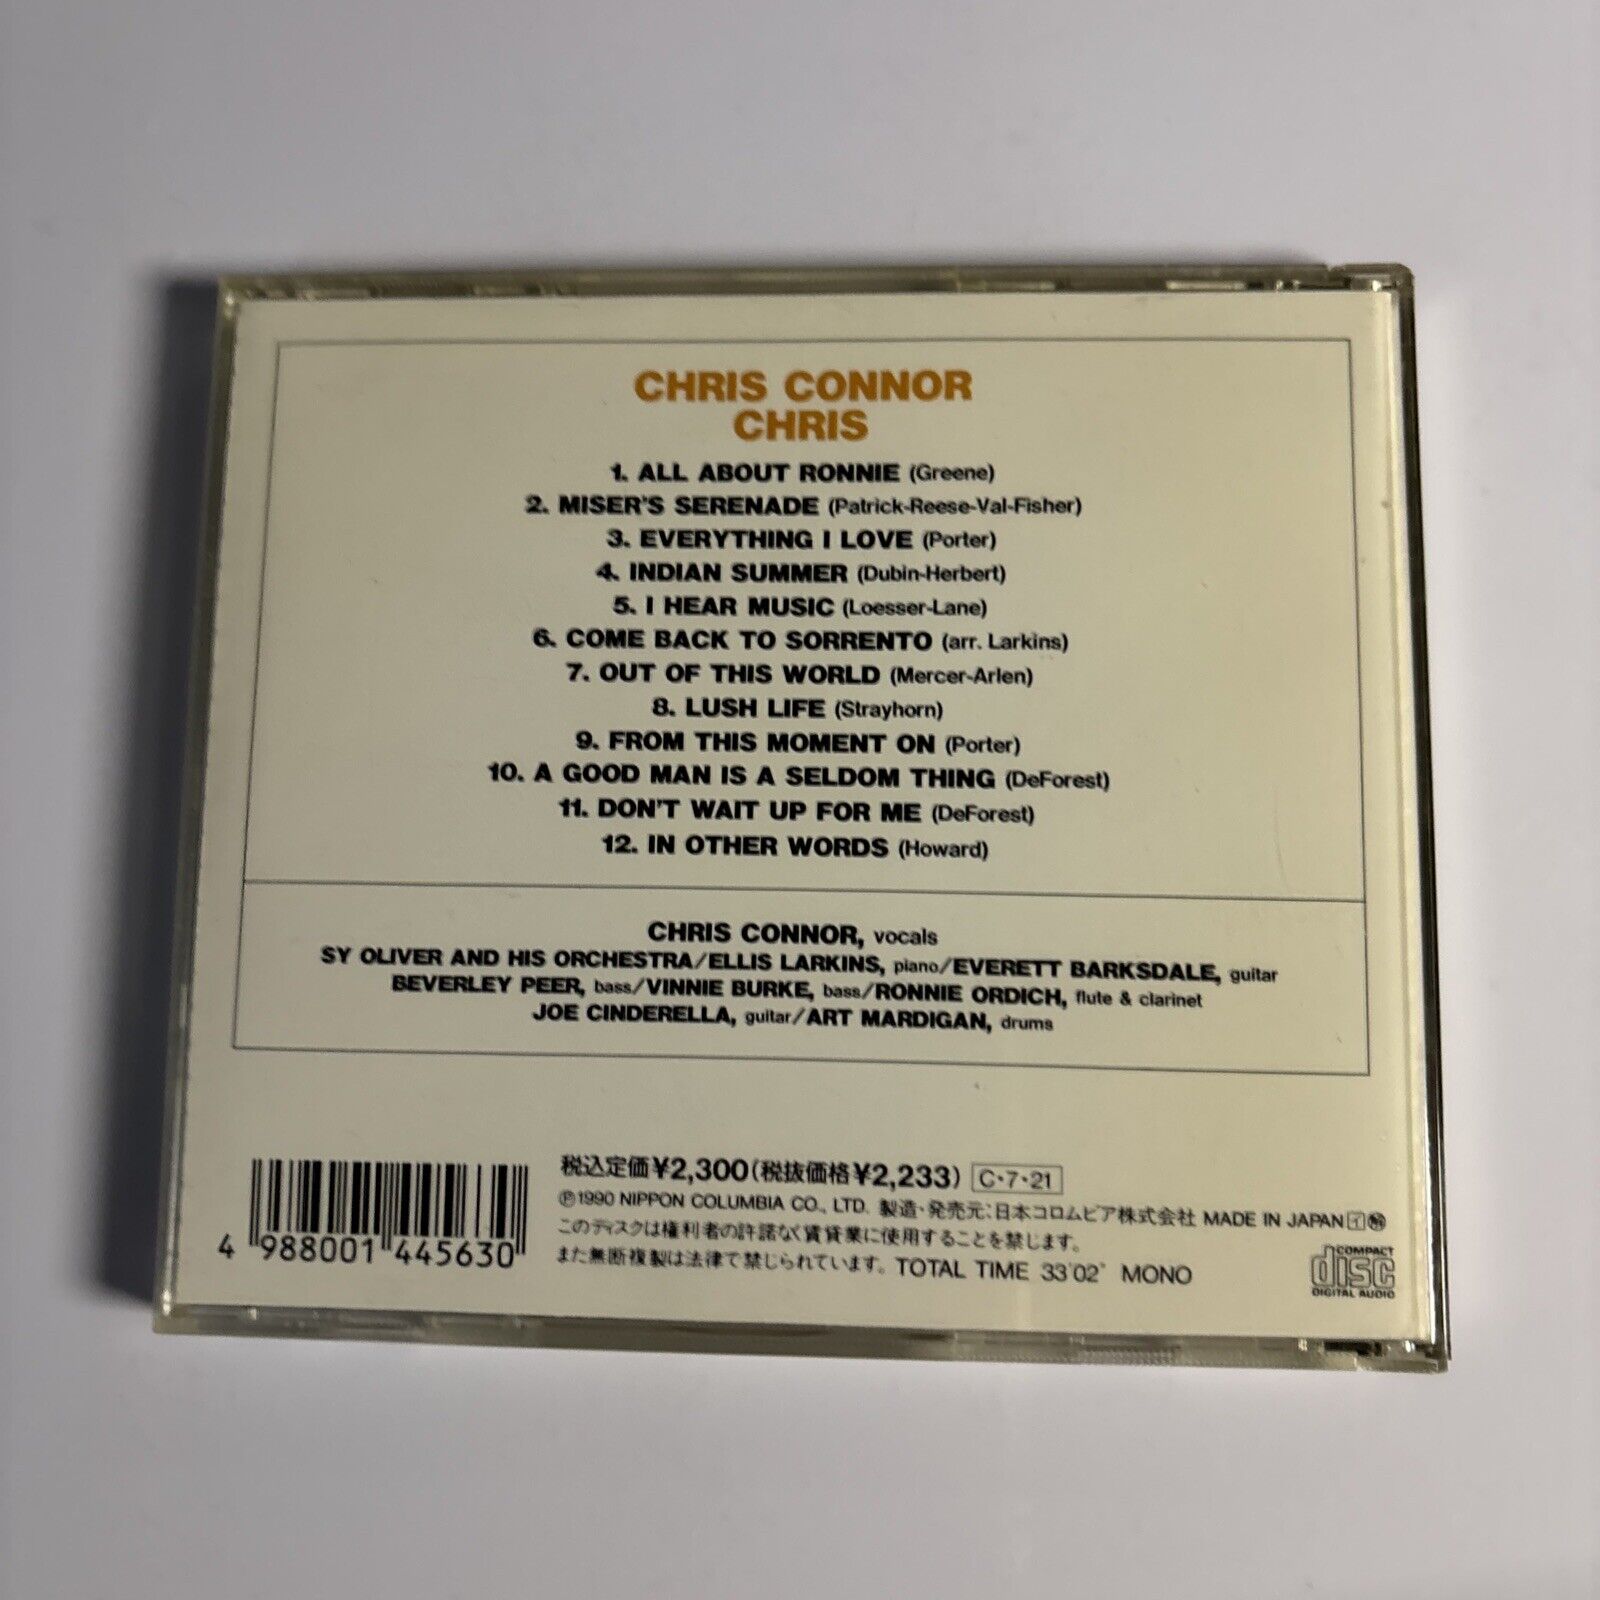 CHRIS CONNOR
CHRIS
1. ALL ABOUT RONNIE (Greene)
2. MISER'S SERENADE (Patrick-Reese-Val-Fisher)
3. EVERYTHING I LOVE (Porter)
4. INDIAN SUMMER (Dubin-Herbert)
5. I HEAR MUSIC (Loesser-Lane)
6. COME BACK TO SORRENTO (arr. Larkins)
7. OUT OF THIS WORLD (Mercer-Arlen)
8. LUSH LIFE (Strayhorn)
9. FROM THIS MOMENT ON (Porter)
10. A GOOD MAN IS A SELDOM THING (DeForest)
11. DON'T WAIT UP FOR ME (DeForest)
12. IN OTHER WORDS (Howard)
CHRIS CONNOR, vocals
SY OLIVER AND HIS ORCHESTRA/ELLIS LARKINS, piano/EVERETT BARKSDALE, guitar
BEVERLEY PEER, bass/VINNIE BURKE, bass/RONNIE ORDICH, flute & clarinet
JOE CINDERELLA, guitar/ART MARDIGAN, drums
税込定価¥2,300(税抜価格¥2,233) C・7・21
Ⓟ1990 NIPPON COLUMBIA CO., LTD. 製造・発売元:日本コロムビア株式会社 MADE IN JAPAN イ
このディスクは権利者の許諾なく賃貸業に使用することを禁じます。
また無断複製は法律で禁じられています。TOTAL TIME 33'02" MONO
4 988001 445630
COMPACT
disc
DIGITAL AUDIO